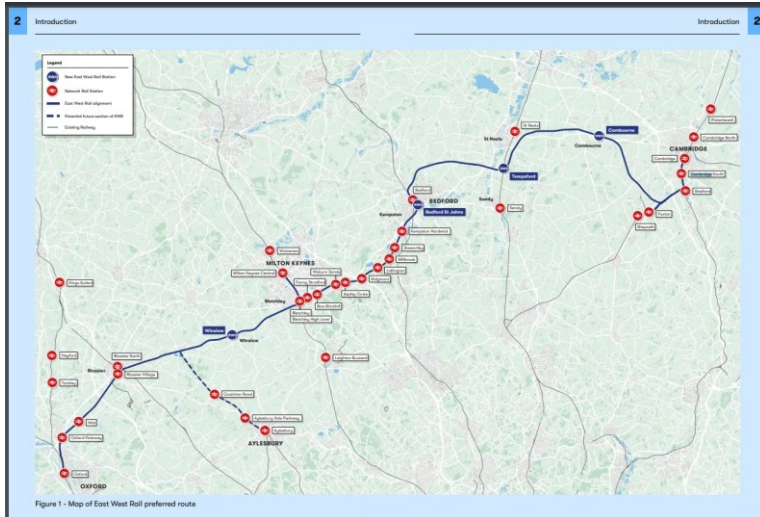 2
Introduction
Introduction
2
Legend
New East West Rail Station
Network Rail Station
East West Rail alignment
Potential future section of EWR
Existing Railway
Waterbeach
Cambridge North
CAMBRIDGE
Cambridge
Cambridge South
Shelford
Foxton
Shepreth
Cambourne
Cambourne
St Neots
St Neots
Tempsford
Sandy
Sandy
Bedford
BEDFORD
Bedford St Johns
Kempston
Kempston Hardwick
Stewartby
Millbrook
Lidlington
Ridgmont
Aspley Guise
Woburn Sands
Bow Brickhill
Fenny Stratford
Wolverton
MILTON KEYNES
Milton Keynes Central
Bletchley
Bletchley
Bletchley High Level
Leighton Buzzard
Winslow
Winslow
Kings Sutton
Heyford
Tackley
Bicester North
Bicester
Bicester Village
Islip
Oxford Parkway
Oxford
OXFORD
Quainton Road
Aylesbury Vale Parkway
Aylesbury
AYLESBURY
Figure 1 - Map of East West Rail preferred route